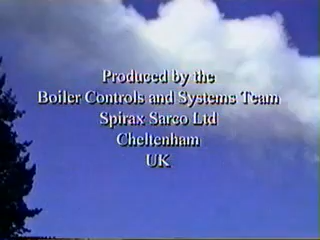 Produced by the
Boiler Controls and Systems Team
Spirax Sarco Ltd
Cheltenham
UK